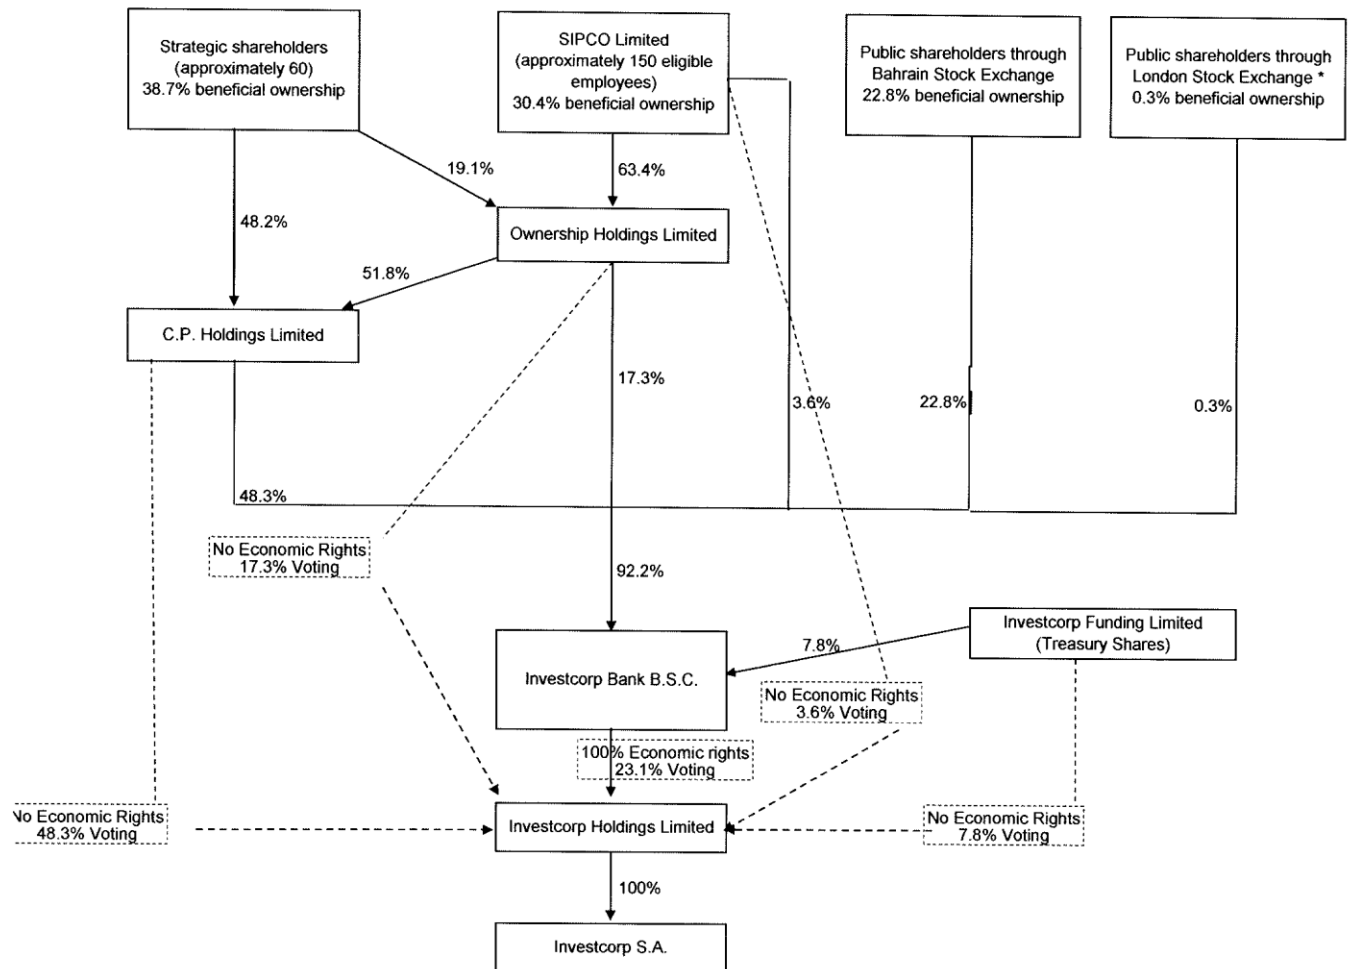 Strategic shareholders
(approximately 60)
38.7% beneficial ownership
SIPCO Limited
(approximately 150 eligible
employees)
30.4% beneficial ownership
Public shareholders through
Bahrain Stock Exchange
22.8% beneficial ownership
Public shareholders through
London Stock Exchange *
0.3% beneficial ownership
19.1%
63.4%
48.2%
Ownership Holdings Limited
51.8%
C.P. Holdings Limited
17.3%
3.6%
22.8%
0.3%
48.3%
No Economic Rights
17.3% Voting
92.2%
Investcorp Funding Limited
(Treasury Shares)
7.8%
Investcorp Bank B.S.C.
No Economic Rights
3.6% Voting
100% Economic rights
23.1% Voting
No Economic Rights
48.3% Voting
Investcorp Holdings Limited
No Economic Rights
7.8% Voting
100%
Investcorp S.A.